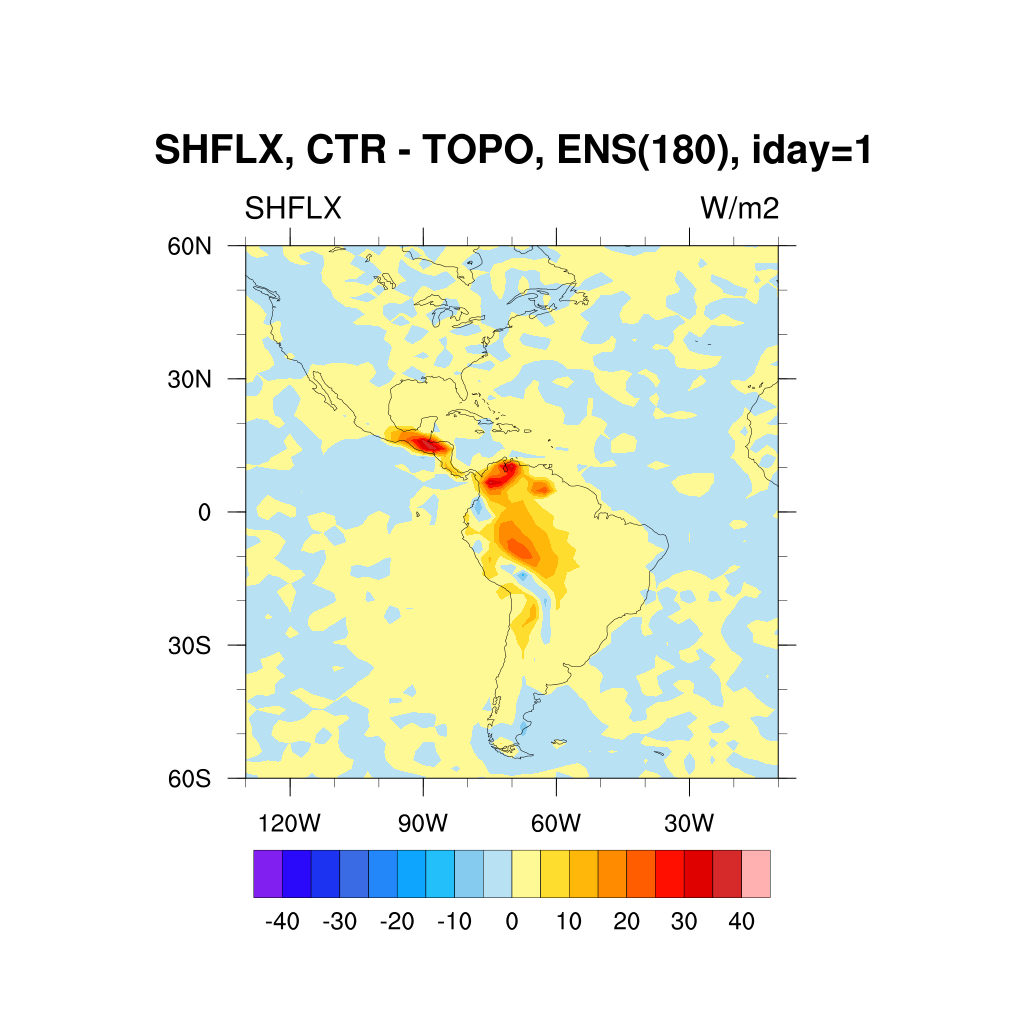 SHFLX, CTR - TOPO, ENS(180), iday=1
SHFLX W/m2
60N
30N
0
30S
60S
120W 90W 60W 30W
-40 -30 -20 -10 0 10 20 30 40